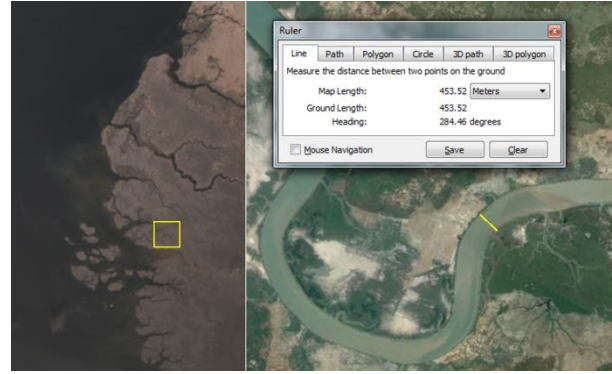 Ruler
Line Path Polygon Circle 3D path 3D polygon
Measure the distance between two points on the ground
Map Length: 453.52 Meters
Ground Length: 453.52
Heading: 284.46 degrees
Mouse Navigation Save Clear